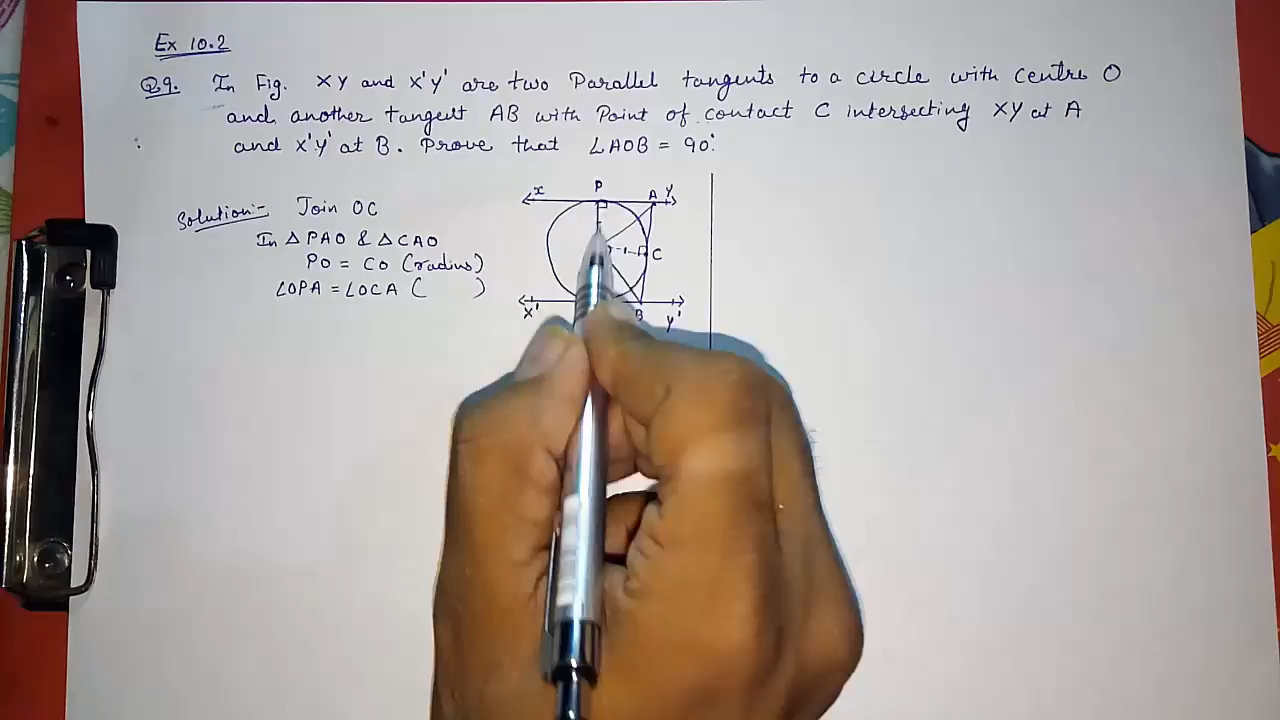 Ex 10.2
Q9. In Fig. XY and X'Y' are two Parallel tangents to a circle with centre O
and another tangent AB with Point of contact C intersecting XY at A
and X'Y' at B. Prove that ∠AOB = 90°.
Solution:- Join OC
In △PAO & △CAO
PO = CO (radius)
∠OPA = ∠OCA ( )
X P A Y
C
X' B Y'